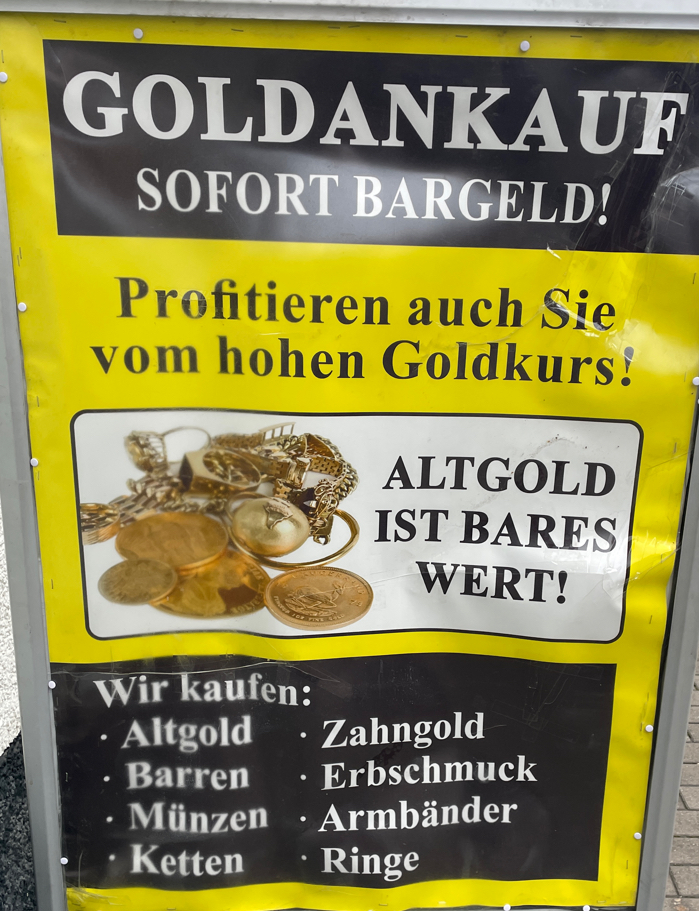 GOLDANKAUF
SOFORT BARGELD!
Profitieren auch Sie
vom hohen Goldkurs!
ALTGOLD
IST BARES
WERT!
Wir kaufen:
· Altgold
· Barren
· Münzen
· Ketten
· Zahngold
· Erbschmuck
· Armbänder
· Ringe